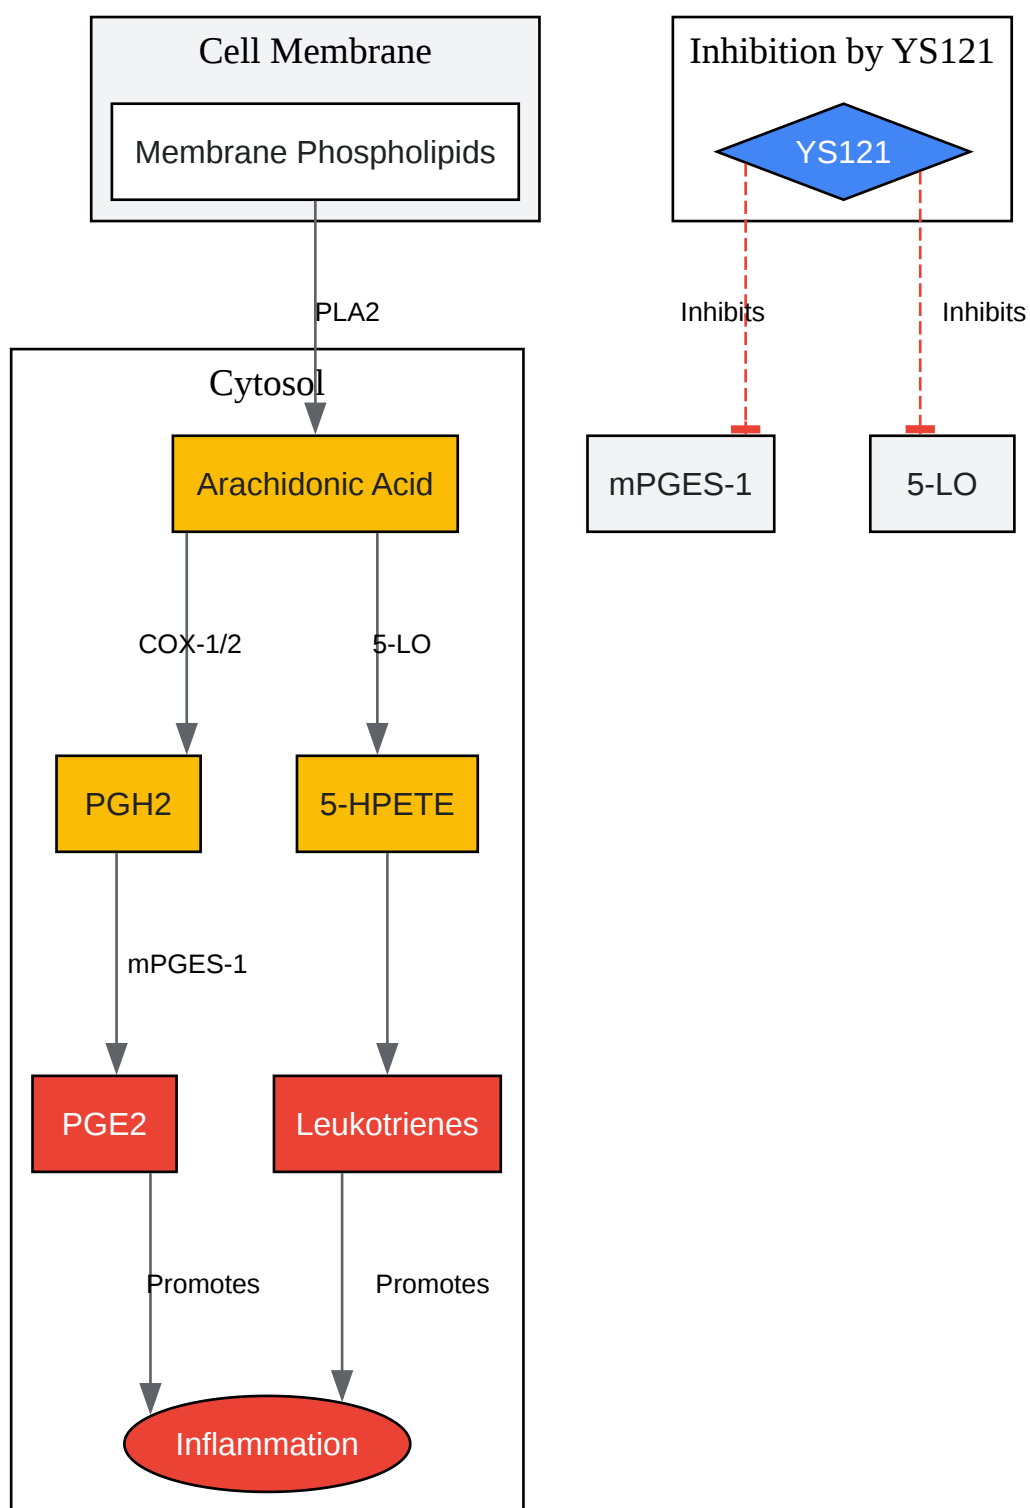 Cell Membrane
Membrane Phospholipids
PLA2
Cytosol
Arachidonic Acid
COX-1/2
5-LO
PGH2
5-HPETE
mPGES-1
PGE2
Leukotrienes
Promotes
Promotes
Inflammation
Inhibition by YS121
YS121
Inhibits
Inhibits
mPGES-1
5-LO